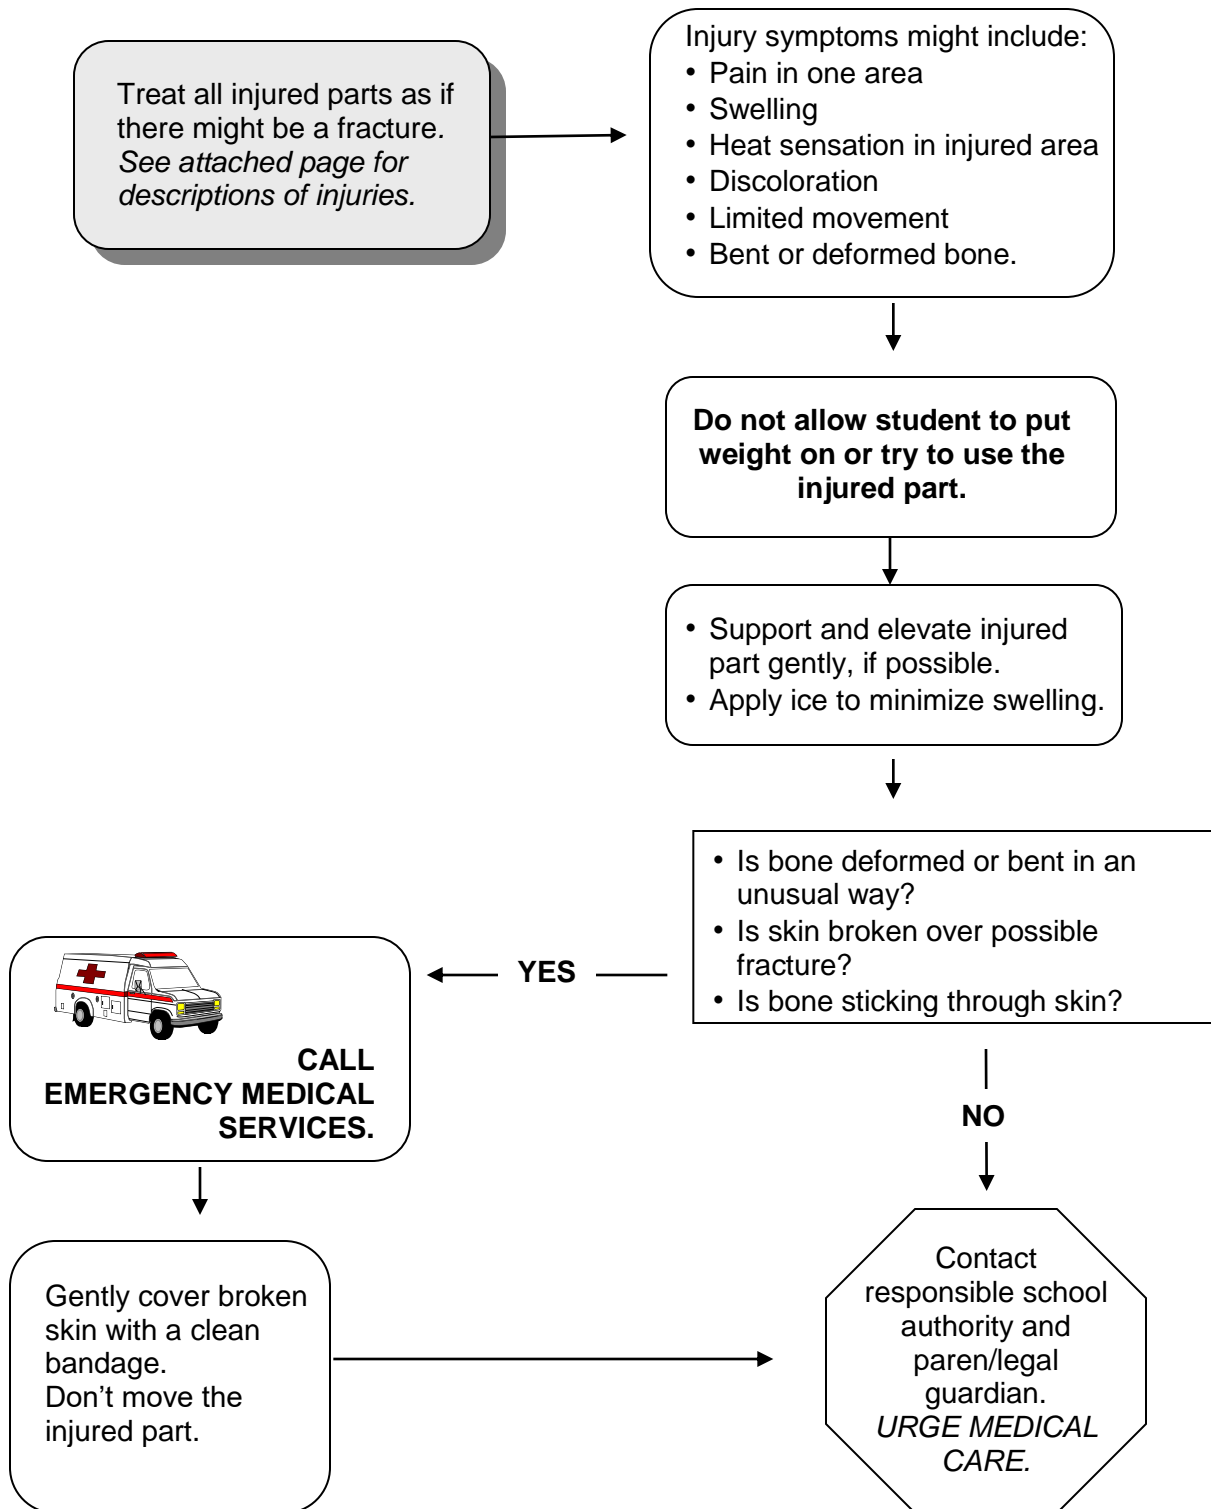 Treat all injured parts as if
there might be a fracture.
See attached page for
descriptions of injuries.
Injury symptoms might include:
• Pain in one area
• Swelling
• Heat sensation in injured area
• Discoloration
• Limited movement
• Bent or deformed bone.
Do not allow student to put
weight on or try to use the
injured part.
• Support and elevate injured
part gently, if possible.
• Apply ice to minimize swelling.
• Is bone deformed or bent in an
unusual way?
• Is skin broken over possible
fracture?
• Is bone sticking through skin?
YES
CALL
EMERGENCY MEDICAL
SERVICES.
NO
Gently cover broken
skin with a clean
bandage.
Don’t move the
injured part.
Contact
responsible school
authority and
paren/legal
guardian.
URGE MEDICAL
CARE.